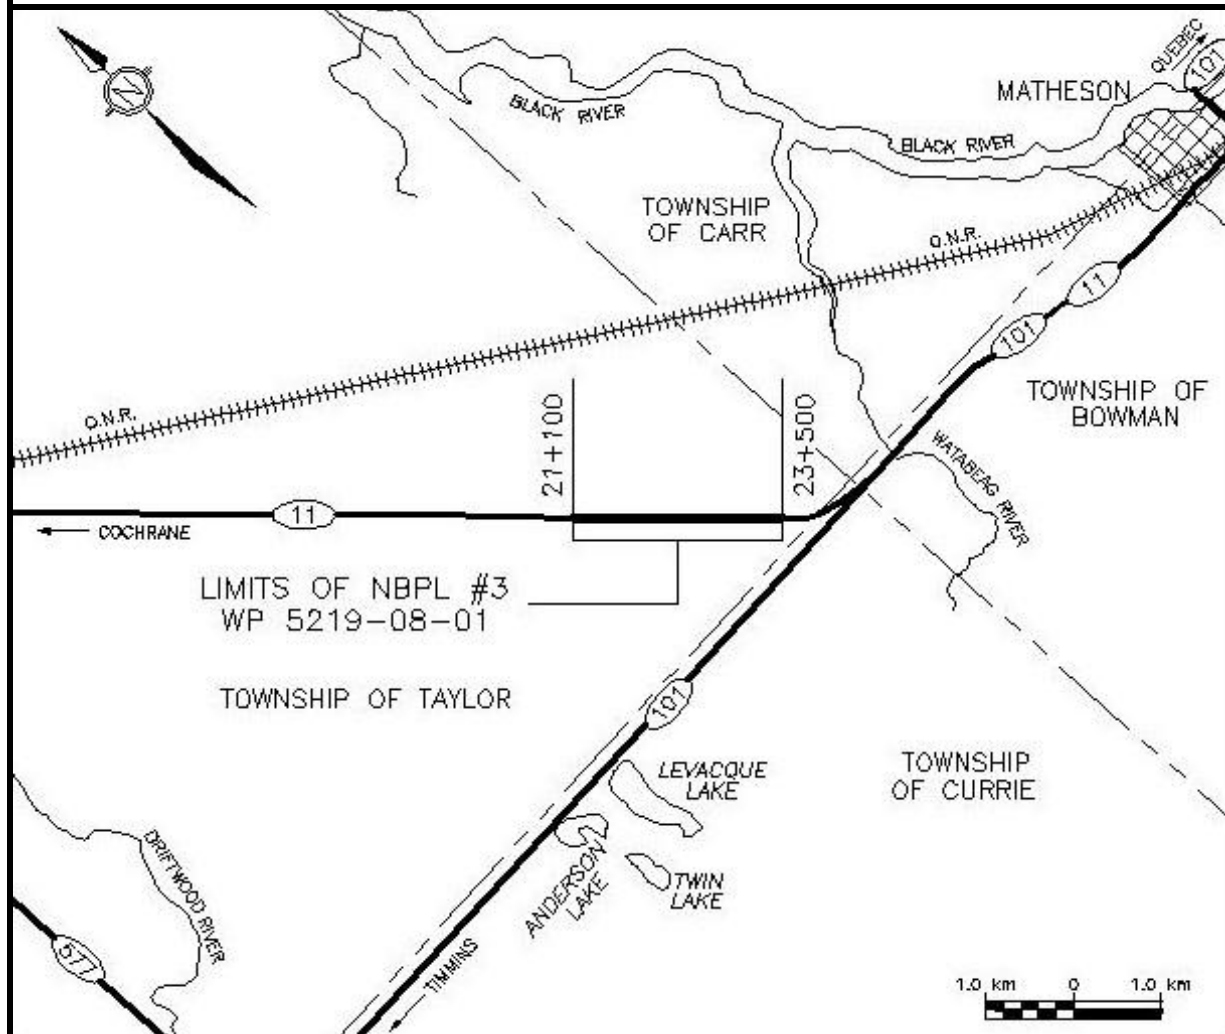 QUEBEC
101
MATHESON
N
BLACK RIVER
BLACK RIVER
TOWNSHIP
OF CARR
O.N.R.
11
101
TOWNSHIP OF
BOWMAN
O.N.R.
21+100
23+500
WATABEAG RIVER
11
COCHRANE
LIMITS OF NBPL #3
WP 5219-08-01
TOWNSHIP OF TAYLOR
101
LEVACQUE
LAKE
TOWNSHIP
OF CURRIE
DRIFTWOOD RIVER
ANDERSON
LAKE
TWIN
LAKE
577
TIMMINS
1.0 km 0 1.0 km